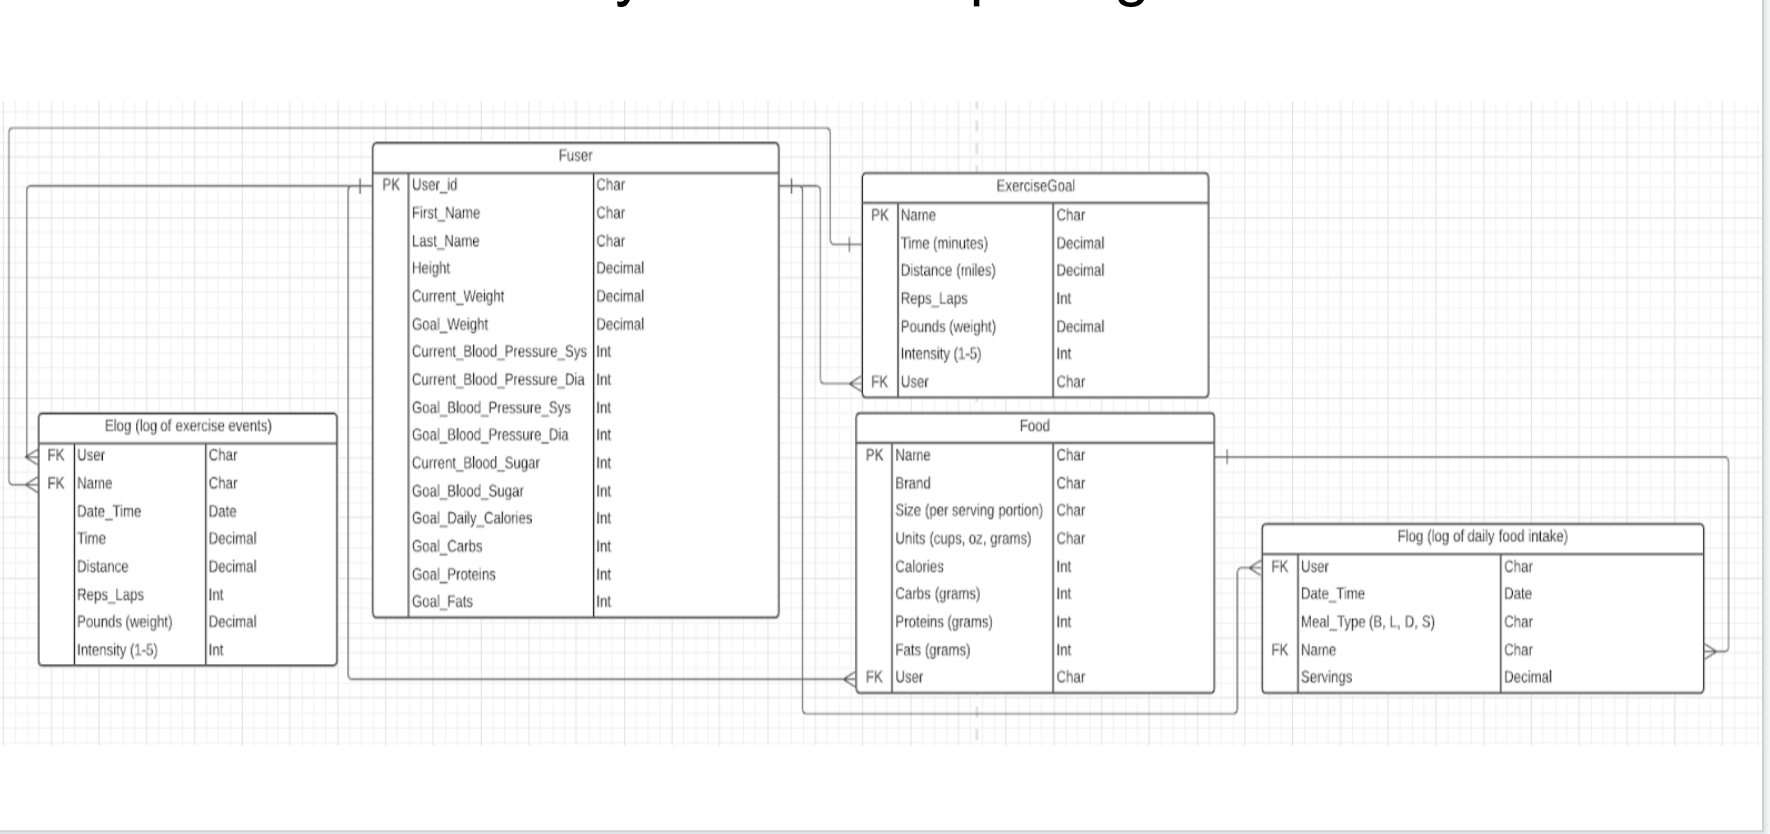 Fuser
PK User_id Char
First_Name Char
Last_Name Char
Height Decimal
Current_Weight Decimal
Goal_Weight Decimal
Current_Blood_Pressure_Sys Int
Current_Blood_Pressure_Dia Int
Goal_Blood_Pressure_Sys Int
Goal_Blood_Pressure_Dia Int
Current_Blood_Sugar Int
Goal_Blood_Sugar Int
Goal_Daily_Calories Int
Goal_Carbs Int
Goal_Proteins Int
Goal_Fats Int
ExerciseGoal
PK Name Char
Time (minutes) Decimal
Distance (miles) Decimal
Reps_Laps Int
Pounds (weight) Decimal
Intensity (1-5) Int
FK User Char
Elog (log of exercise events)
FK User Char
FK Name Char
Date_Time Date
Time Decimal
Distance Decimal
Reps_Laps Int
Pounds (weight) Decimal
Intensity (1-5) Int
Food
PK Name Char
Brand Char
Size (per serving portion) Char
Units (cups, oz, grams) Char
Calories Int
Carbs (grams) Int
Proteins (grams) Int
Fats (grams) Int
FK User Char
Flog (log of daily food intake)
FK User Char
Date_Time Date
Meal_Type (B, L, D, S) Char
FK Name Char
Servings Decimal